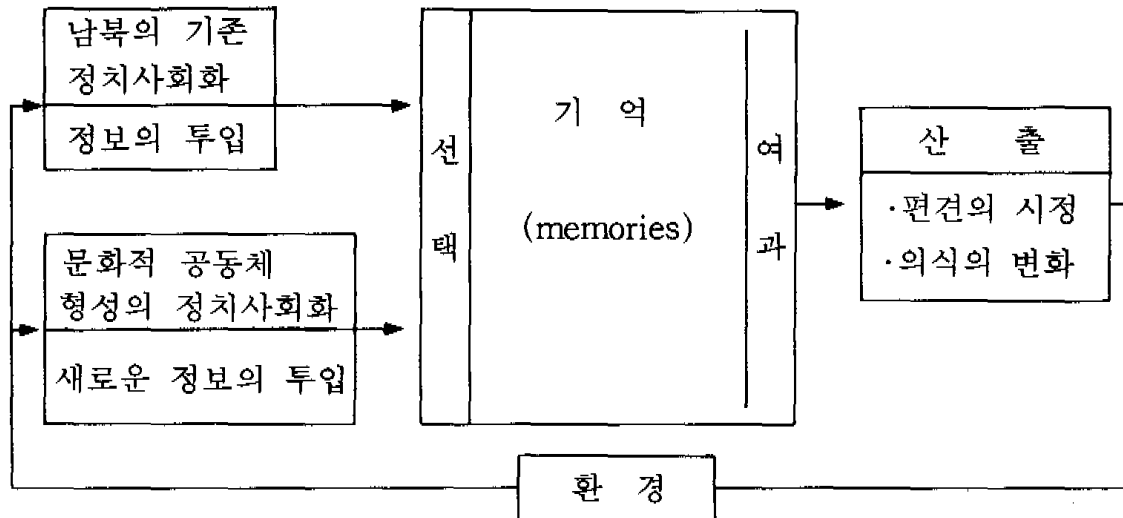 남북의 기존
정치사회화
정보의 투입
문화적 공동체
형성의 정치사회화
새로운 정보의 투입
선택
기 억
(memories)
여과
산 출
·편견의 시정
·의식의 변화
환 경